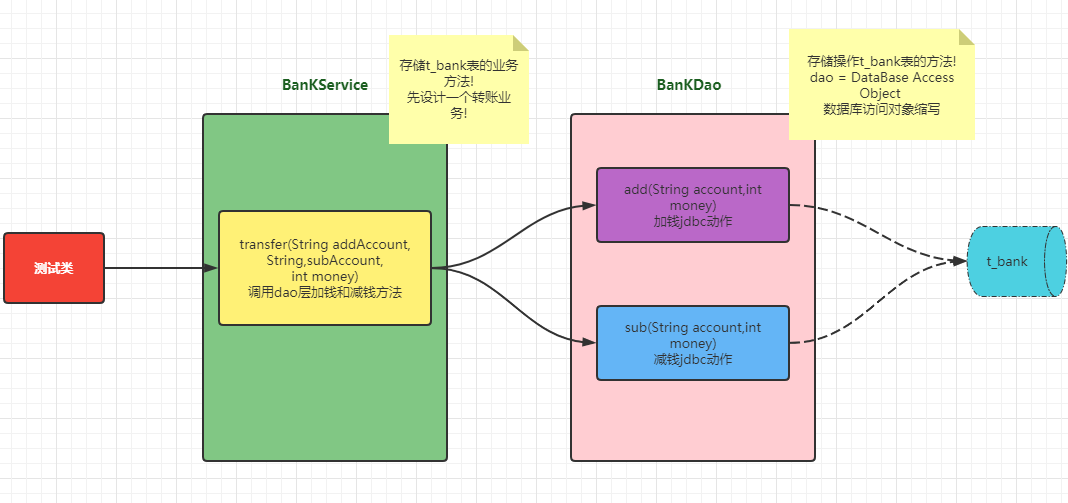 存储t_bank表的业务
方法!
先设计一个转账业
务!
存储操作t_bank表的方法!
dao = DataBase Access
Object
数据库访问对象缩写
BanKService
BanKDao
测试类
transfer(String addAccount,
String,subAccount,
int money)
调用dao层加钱和减钱方法
add(String account,int
money)
加钱jdbc动作
sub(String account,int
money)
减钱jdbc动作
t_bank